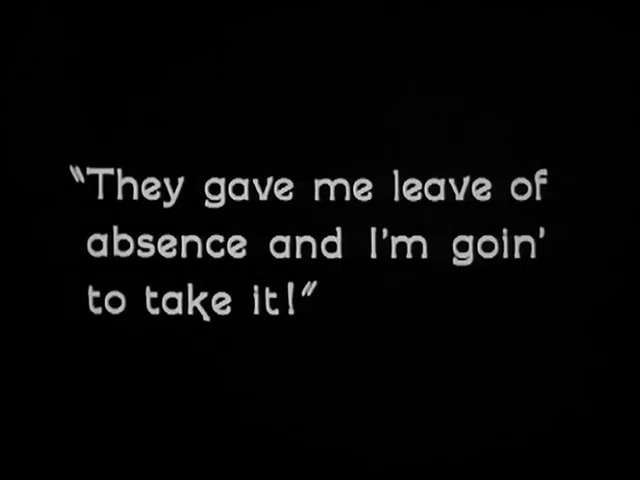 “They gave me leave of
absence and I'm goin'
to take it!”